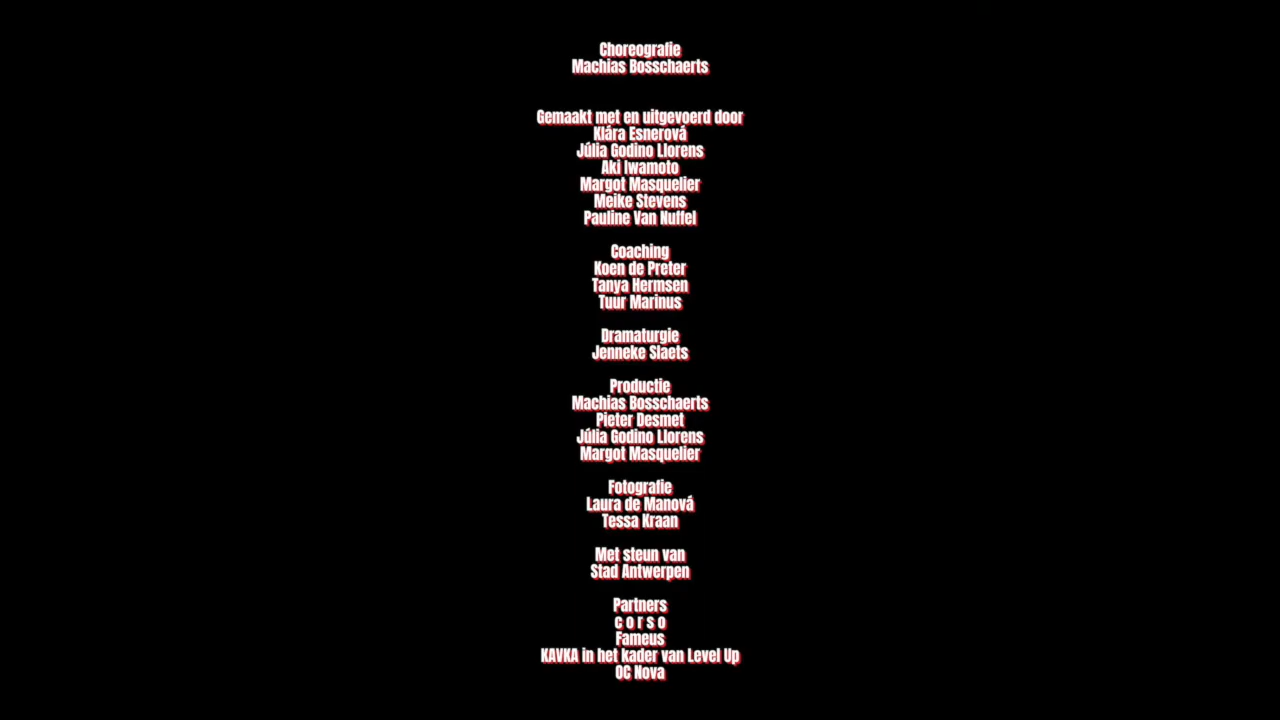 Choreografie
Machias Bosschaerts
Gemaakt met en uitgevoerd door
Klára Esnerová
Júlia Godino Llorens
Aki Iwamoto
Margot Masquelier
Meike Stevens
Pauline Van Nuffel
Coaching
Koen de Preter
Tanya Hermsen
Tuur Marinus
Dramaturgie
Jenneke Slaets
Productie
Machias Bosschaerts
Pieter Desmet
Júlia Godino Llorens
Margot Masquelier
Fotografie
Laura de Manová
Tessa Kraan
Met steun van
Stad Antwerpen
Partners
c o r s o
Fameus
KAVKA in het kader van Level Up
OC Nova